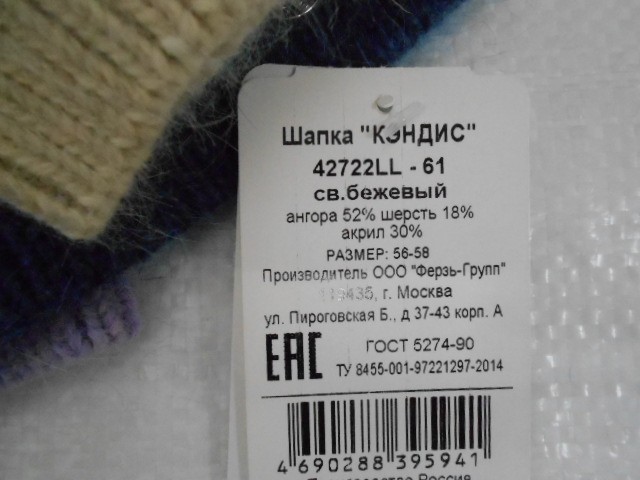 Шапка "КЭНДИС"
42722LL - 61
св.бежевый
ангора 52% шерсть 18%
акрил 30%
РАЗМЕР: 56-58
Производитель ООО "Ферзь-Групп"
г. Москва
ул. Пироговская Б., д 37-43 корп. А
ЕАС ГОСТ 5274-90
ТУ 8455-001-97221297-2014
4 690288 395941